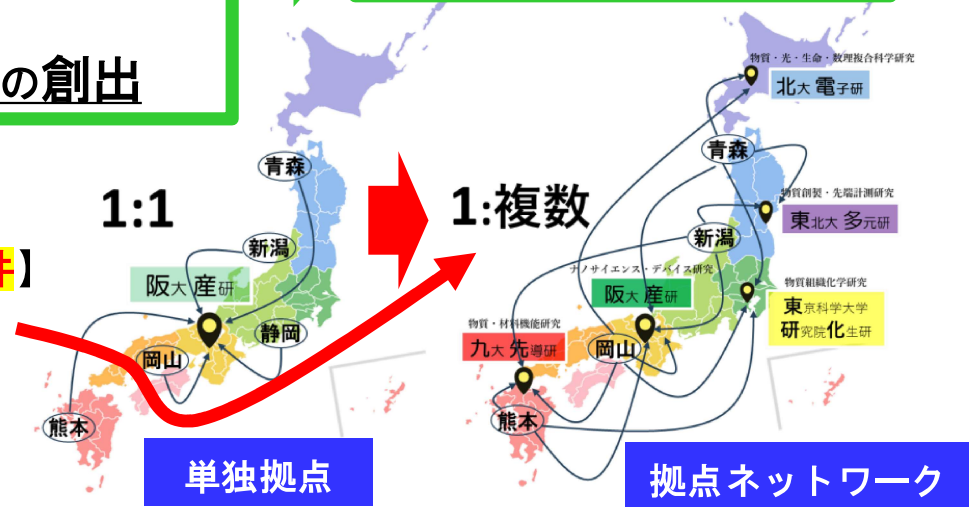 の創出
1:1
青森
新潟
阪大 産研
静岡
岡山
熊本
単独拠点
件】
1:複数
物質・光・生命・数理複合科学研究
北大 電子研
青森
物質創製・先端計測研究
東北大 多元研
新潟
ナノサイエンス・デバイス研究
阪大 産研
物質組織化学研究
東京科学大学
研究院化生研
物質・材料機能研究
九大 先導研
岡山
熊本
拠点ネットワーク